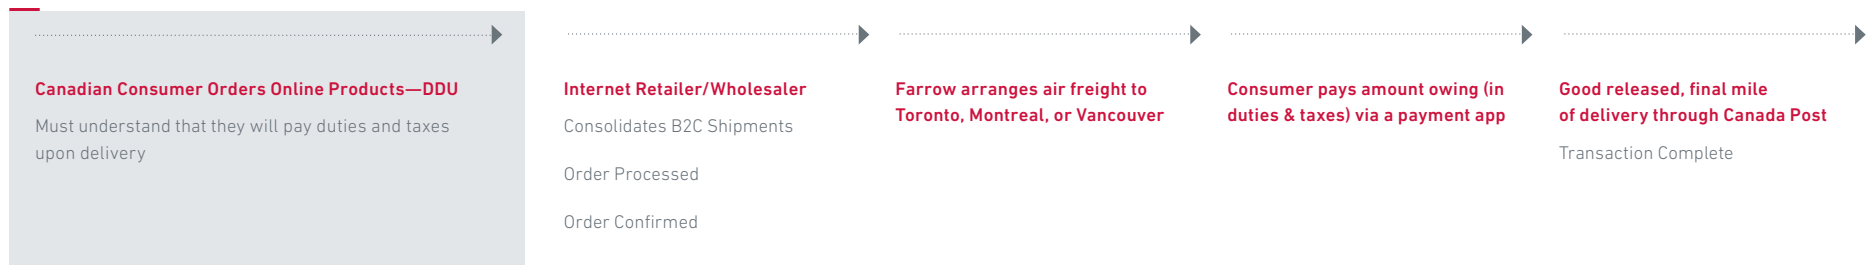 Canadian Consumer Orders Online Products—DDU
Must understand that they will pay duties and taxes
upon delivery
Internet Retailer/Wholesaler
Consolidates B2C Shipments
Order Processed
Order Confirmed
Farrow arranges air freight to
Toronto, Montreal, or Vancouver
Consumer pays amount owing (in
duties & taxes) via a payment app
Good released, final mile
of delivery through Canada Post
Transaction Complete